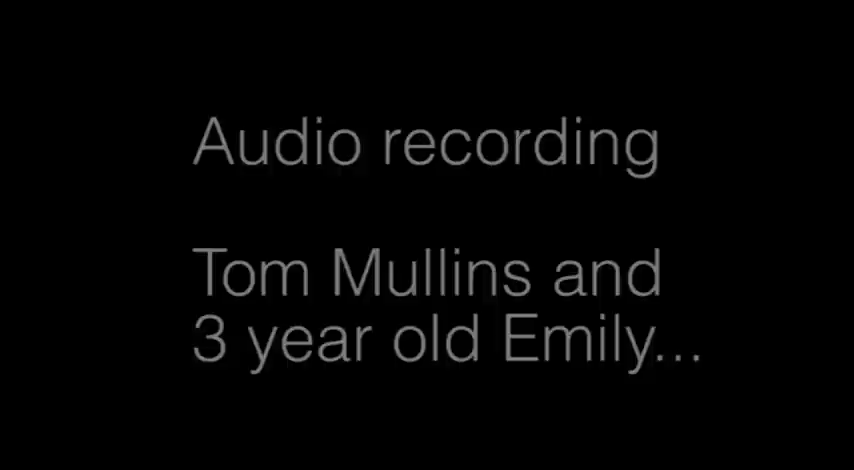 Audio recording
Tom Mullins and
3 year old Emily...